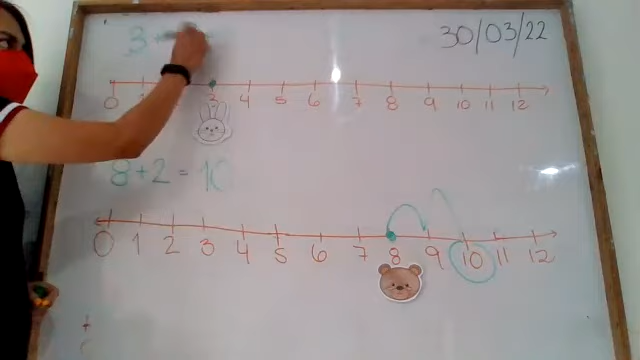 30/03/22
3
0 3 4 5 6 7 8 9 10 11 12
8+2 = 10
0 1 2 3 4 5 6 7 8 9 10 11 12
+